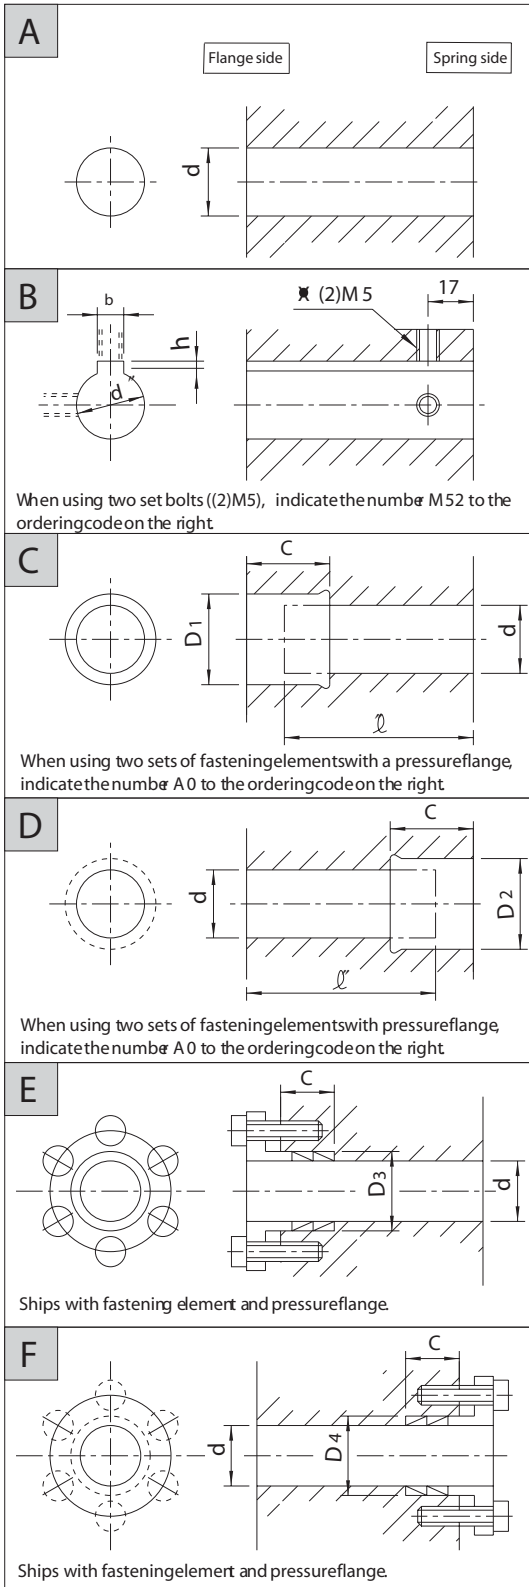 A
Flange side
Spring side
d
B
b
h
d
(2)M5
17
When using two set bolts ((2)M5), indicate the number M52 to the
ordering code on the right.
C
C
D1
d
ℓ
When using two sets of fastening elements with a pressure flange,
indicate the number A0 to the ordering code on the right.
D
C
d
D2
ℓ
When using two sets of fastening elements with pressure flange,
indicate the number A0 to the ordering code on the right.
E
C
D3
d
Ships with fastening element and pressure flange.
F
C
d
D4
Ships with fastening element and pressure flange.